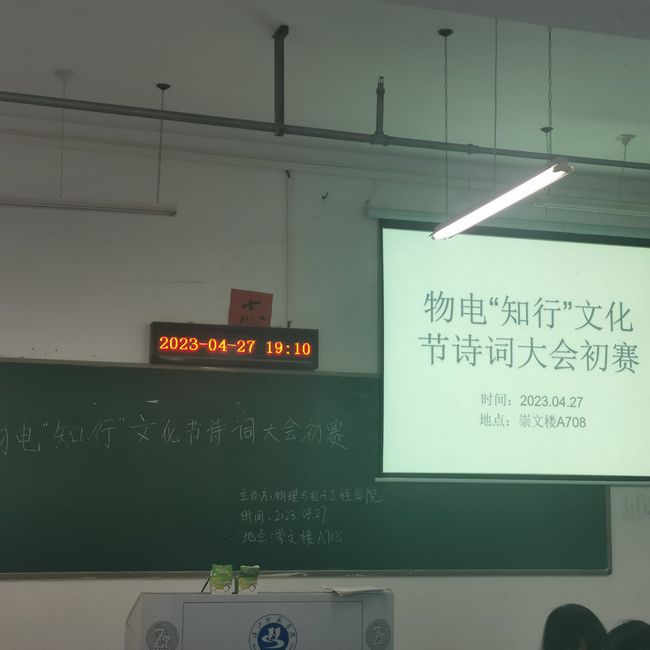 物电“知行”文化
节诗词大会初赛
时间：2023.04.27
地点：崇文楼A708
2023-04-27 19:10
物电“知行”文化节诗词大会初赛
主办方：物理与电子工程学院
时间：2023.04.27
地点：崇文楼A708